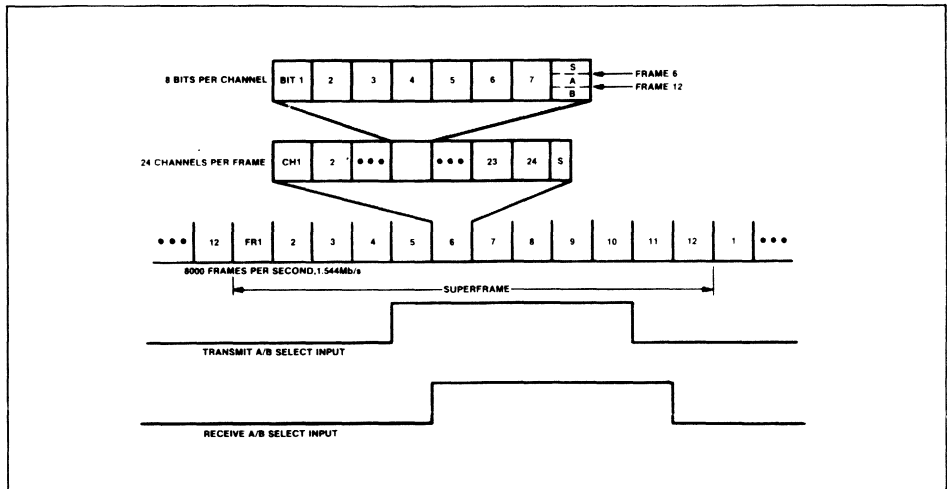 8 BITS PER CHANNEL BIT 1 2 3 4 5 6 7 S A B
FRAME 6
FRAME 12
24 CHANNELS PER FRAME CH1 2 ••• ••• 23 24 S
••• 12 FR1 2 3 4 5 6 7 8 9 10 11 12 1 •••
8000 FRAMES PER SECOND,1.544Mb/s
SUPERFRAME
TRANSMIT A/B SELECT INPUT
RECEIVE A/B SELECT INPUT